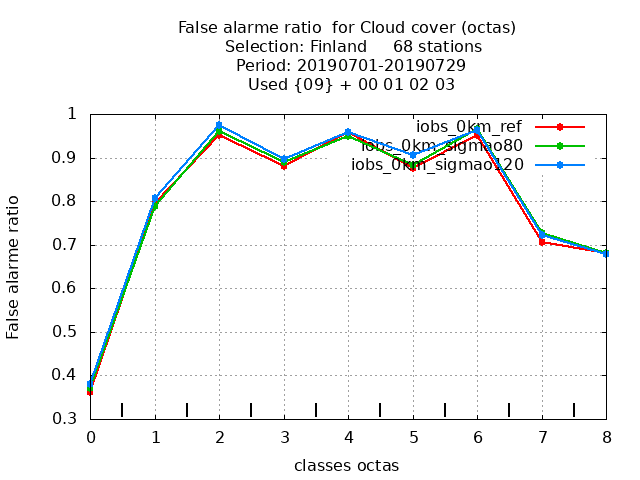 False alarme ratio  for Cloud cover (octas)
Selection: Finland     68 stations
Period: 20190701-20190729
Used {09} + 00 01 02 03
iobs_0km_ref
iobs_0km_sigmao80
iobs_0km_sigmao120
1
0.9
0.8
0.7
0.6
0.5
0.4
0.3
False alarme ratio
0 1 2 3 4 5 6 7 8
classes octas